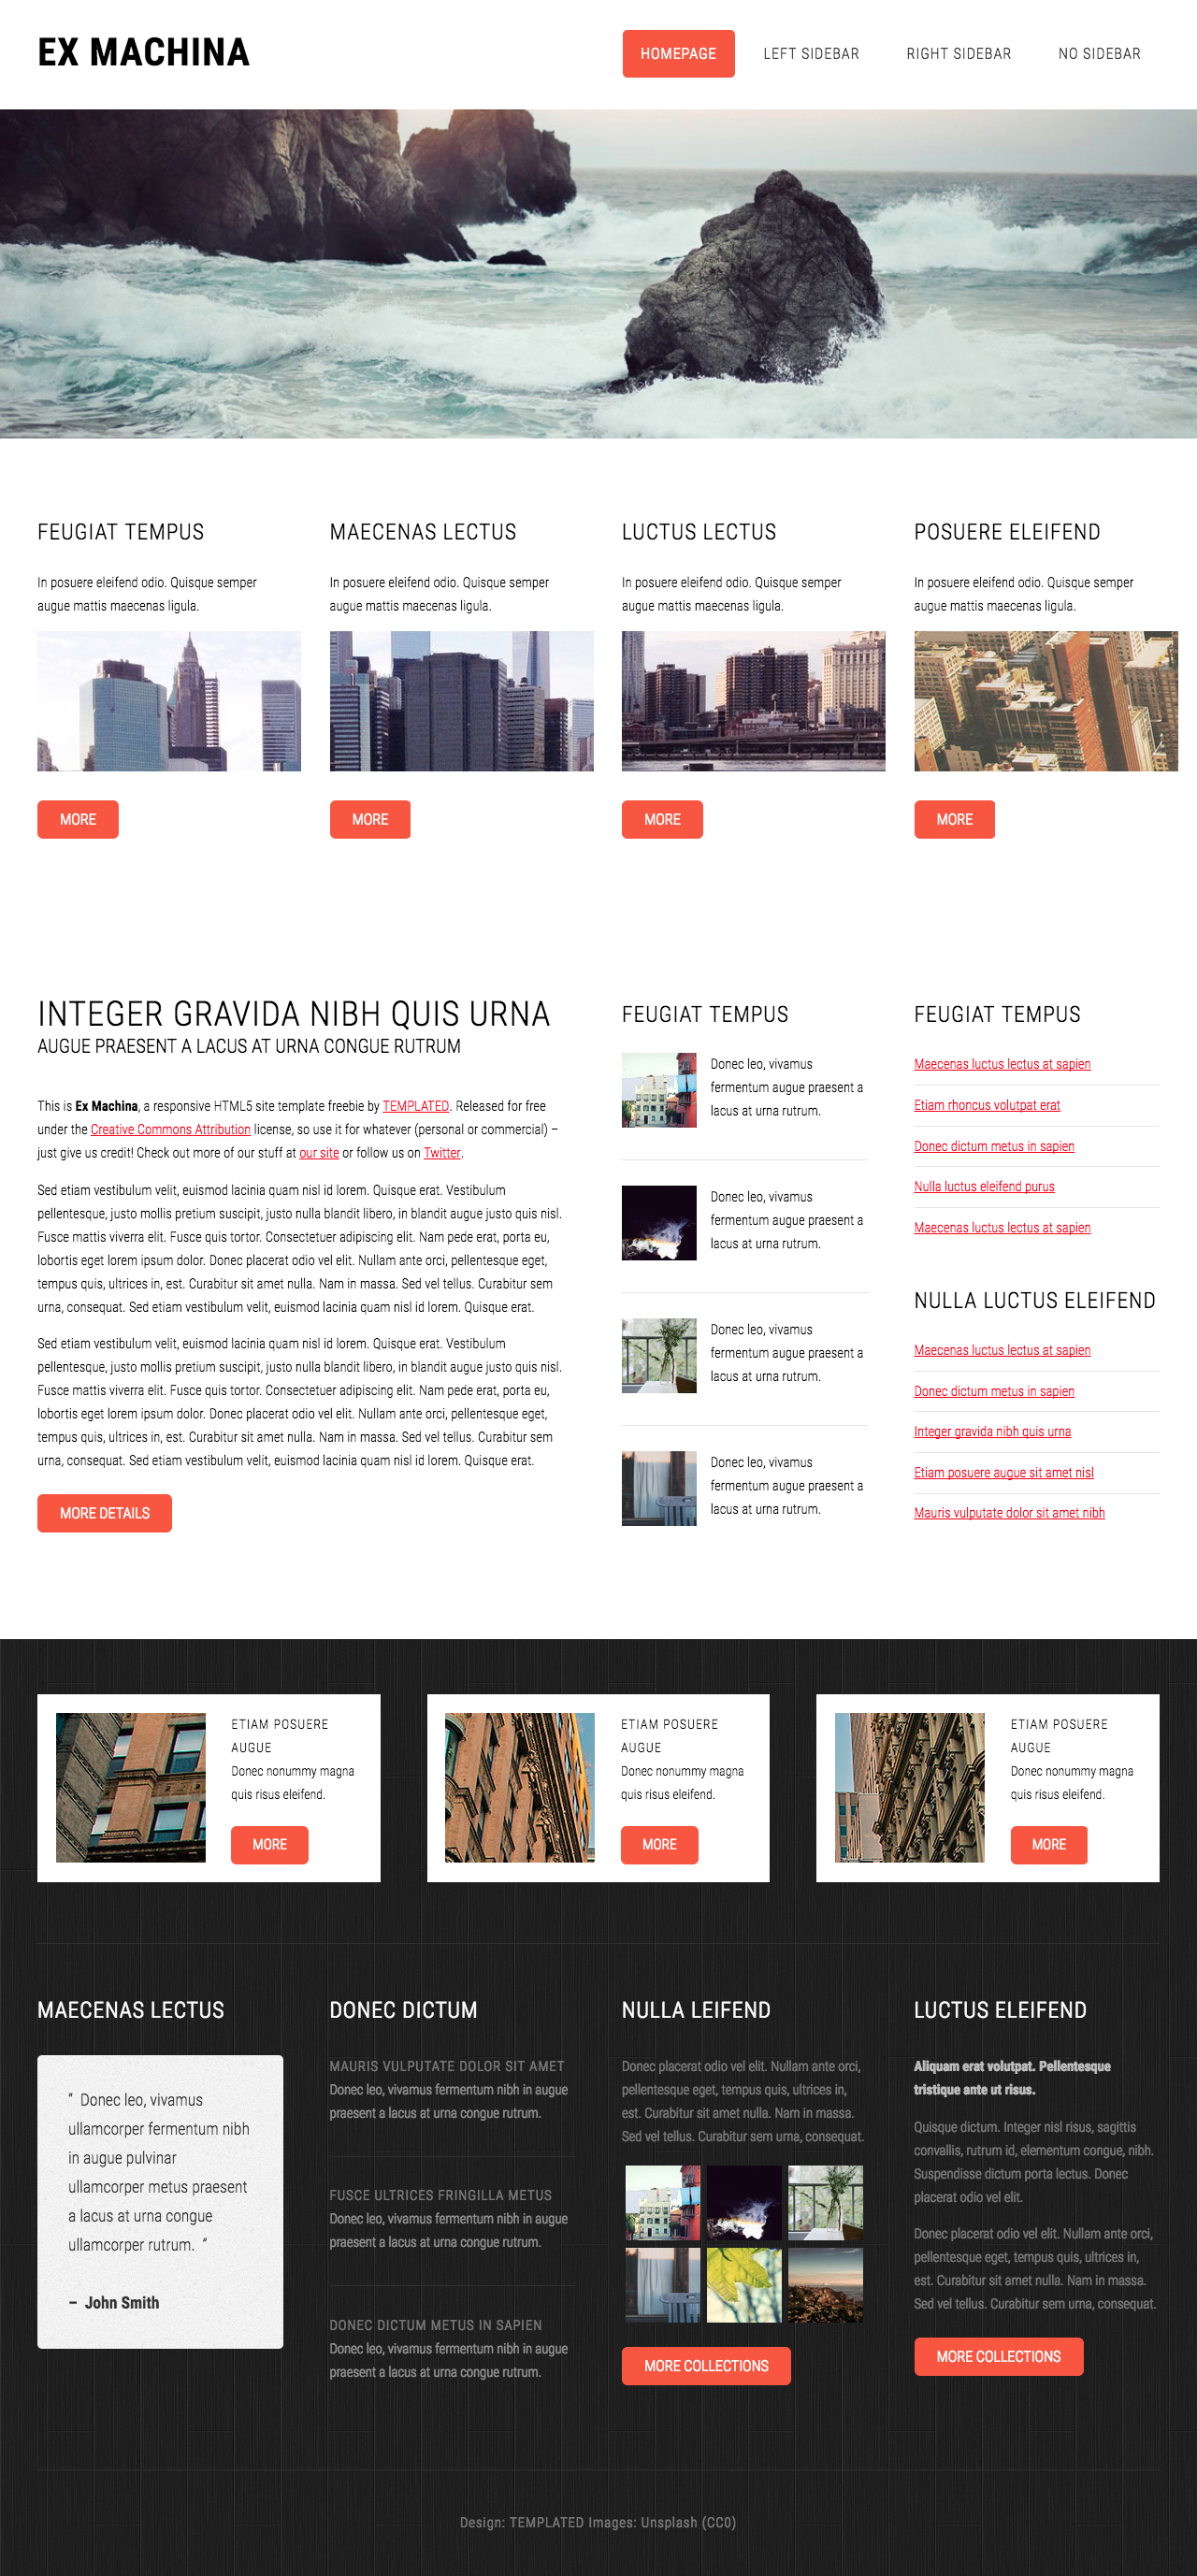 EX MACHINA
HOMEPAGE LEFT SIDEBAR RIGHT SIDEBAR NO SIDEBAR
FEUGIAT TEMPUS
In posuere eleifend odio. Quisque semper
augue mattis maecenas ligula.
MORE
MAECENAS LECTUS
In posuere eleifend odio. Quisque semper
augue mattis maecenas ligula.
MORE
LUCTUS LECTUS
In posuere eleifend odio. Quisque semper
augue mattis maecenas ligula.
MORE
POSUERE ELEIFEND
In posuere eleifend odio. Quisque semper
augue mattis maecenas ligula.
MORE
INTEGER GRAVIDA NIBH QUIS URNA
AUGUE PRAESENT A LACUS AT URNA CONGUE RUTRUM
This is Ex Machina, a responsive HTML5 site template freebie by TEMPLATED. Released for free
under the Creative Commons Attribution license, so use it for whatever (personal or commercial) –
just give us credit! Check out more of our stuff at our site or follow us on Twitter.
Sed etiam vestibulum velit, euismod lacinia quam nisl id lorem. Quisque erat. Vestibulum
pellentesque, justo mollis pretium suscipit, justo nulla blandit libero, in blandit augue justo quis nisl.
Fusce mattis viverra elit. Fusce quis tortor. Consectetuer adipiscing elit. Nam pede erat, porta eu,
lobortis eget lorem ipsum dolor. Donec placerat odio vel elit. Nullam ante orci, pellentesque eget,
tempus quis, ultrices in, est. Curabitur sit amet nulla. Nam in massa. Sed vel tellus. Curabitur sem
urna, consequat. Sed etiam vestibulum velit, euismod lacinia quam nisl id lorem. Quisque erat.
Sed etiam vestibulum velit, euismod lacinia quam nisl id lorem. Quisque erat. Vestibulum
pellentesque, justo mollis pretium suscipit, justo nulla blandit libero, in blandit augue justo quis nisl.
Fusce mattis viverra elit. Fusce quis tortor. Consectetuer adipiscing elit. Nam pede erat, porta eu,
lobortis eget lorem ipsum dolor. Donec placerat odio vel elit. Nullam ante orci, pellentesque eget,
tempus quis, ultrices in, est. Curabitur sit amet nulla. Nam in massa. Sed vel tellus. Curabitur sem
urna, consequat. Sed etiam vestibulum velit, euismod lacinia quam nisl id lorem. Quisque erat.
MORE DETAILS
FEUGIAT TEMPUS
Donec leo, vivamus
fermentum augue praesent a
lacus at urna rutrum.
Donec leo, vivamus
fermentum augue praesent a
lacus at urna rutrum.
Donec leo, vivamus
fermentum augue praesent a
lacus at urna rutrum.
Donec leo, vivamus
fermentum augue praesent a
lacus at urna rutrum.
FEUGIAT TEMPUS
Maecenas luctus lectus at sapien
Etiam rhoncus volutpat erat
Donec dictum metus in sapien
Nulla luctus eleifend purus
Maecenas luctus lectus at sapien
NULLA LUCTUS ELEIFEND
Maecenas luctus lectus at sapien
Donec dictum metus in sapien
Integer gravida nibh quis urna
Etiam posuere augue sit amet nisl
Mauris vulputate dolor sit amet nibh
ETIAM POSUERE
AUGUE
Donec nonummy magna
quis risus eleifend.
MORE
ETIAM POSUERE
AUGUE
Donec nonummy magna
quis risus eleifend.
MORE
ETIAM POSUERE
AUGUE
Donec nonummy magna
quis risus eleifend.
MORE
MAECENAS LECTUS
“ Donec leo, vivamus
ullamcorper fermentum nibh
in augue pulvinar
ullamcorper metus praesent
a lacus at urna congue
ullamcorper rutrum. “
– John Smith
DONEC DICTUM
MAURIS VULPUTATE DOLOR SIT AMET
Donec leo, vivamus fermentum nibh in augue
praesent a lacus at urna congue rutrum.
FUSCE ULTRICES FRINGILLA METUS
Donec leo, vivamus fermentum nibh in augue
praesent a lacus at urna congue rutrum.
DONEC DICTUM METUS IN SAPIEN
Donec leo, vivamus fermentum nibh in augue
praesent a lacus at urna congue rutrum.
NULLA LEIFEND
Donec placerat odio vel elit. Nullam ante orci,
pellentesque eget, tempus quis, ultrices in,
est. Curabitur sit amet nulla. Nam in massa.
Sed vel tellus. Curabitur sem urna, consequat.
MORE COLLECTIONS
LUCTUS ELEIFEND
Aliquam erat volutpat. Pellentesque
tristique ante ut risus.
Quisque dictum. Integer nisl risus, sagittis
convallis, rutrum id, elementum congue, nibh.
Suspendisse dictum porta lectus. Donec
placerat odio vel elit.
Donec placerat odio vel elit. Nullam ante orci,
pellentesque eget, tempus quis, ultrices in,
est. Curabitur sit amet nulla. Nam in massa.
Sed vel tellus. Curabitur sem urna, consequat.
MORE COLLECTIONS
Design: TEMPLATED Images: Unsplash (CC0)